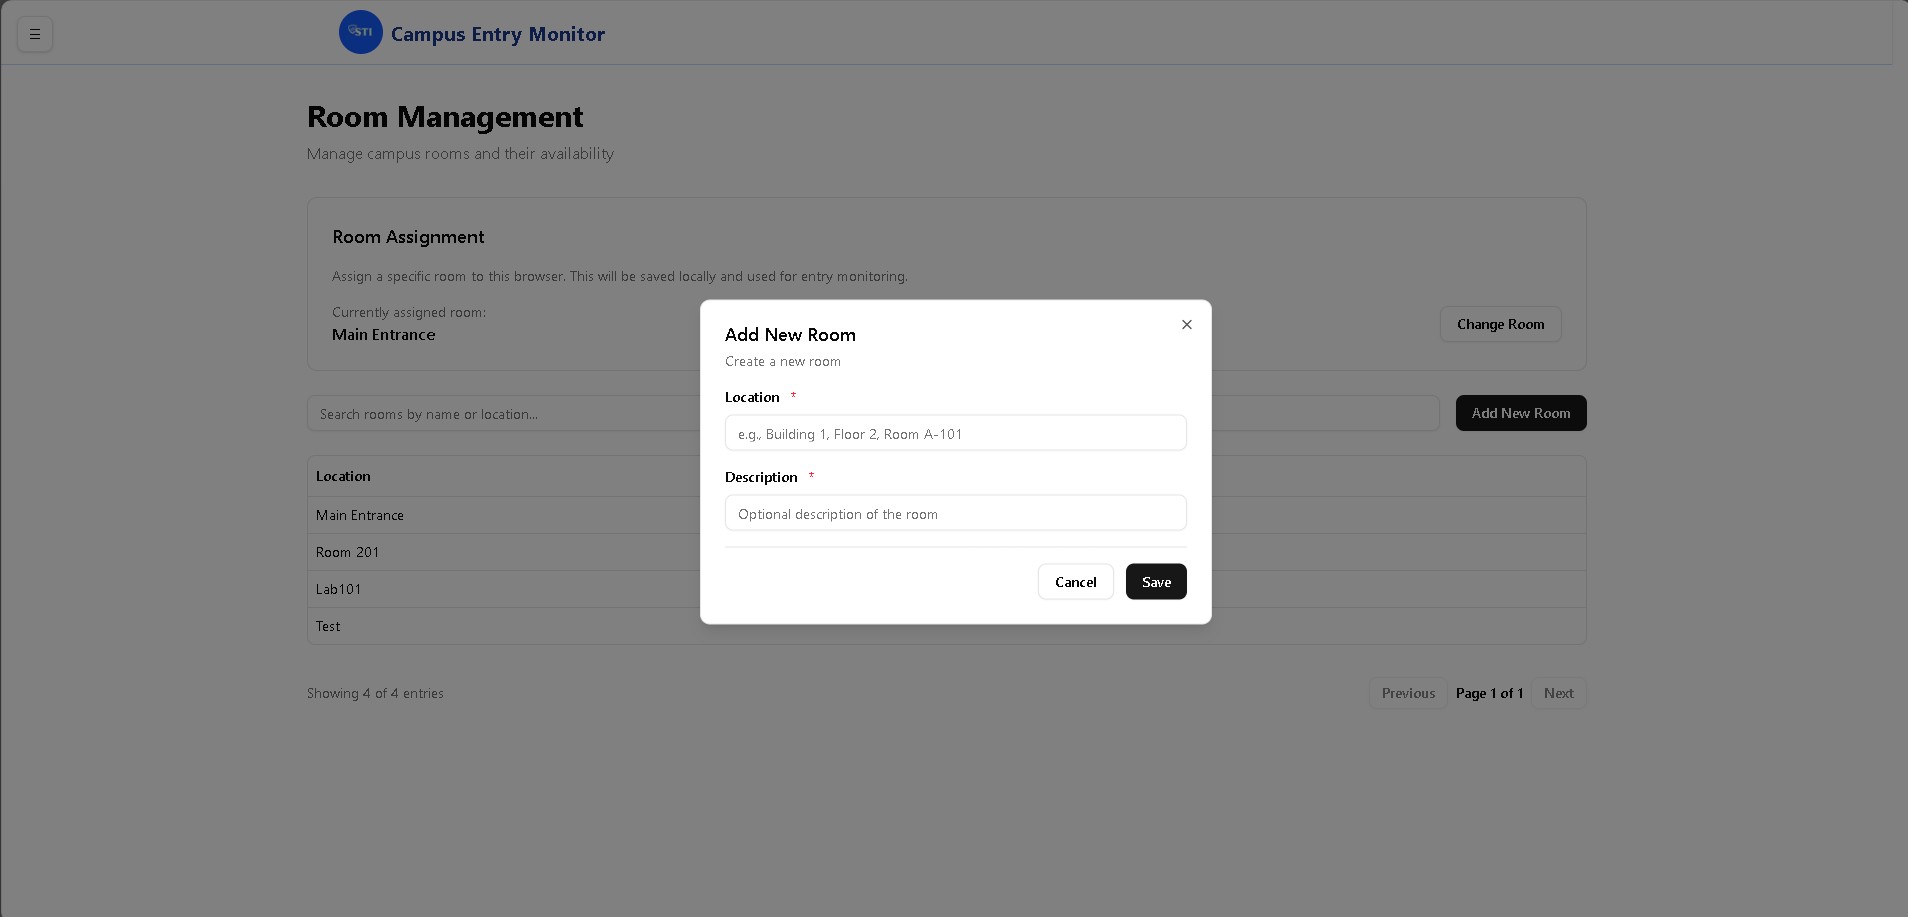 ☰
STI
Campus Entry Monitor
Room Management
Manage campus rooms and their availability
Room Assignment
Assign a specific room to this browser. This will be saved locally and used for entry monitoring.
Currently assigned room:
Main Entrance
Change Room
Search rooms by name or location...
Add New Room
Location
Main Entrance
Room 201
Lab101
Test
Showing 4 of 4 entries
Previous Page 1 of 1 Next
Add New Room
Create a new room
Location *
e.g., Building 1, Floor 2, Room A-101
Description *
Optional description of the room
Cancel Save